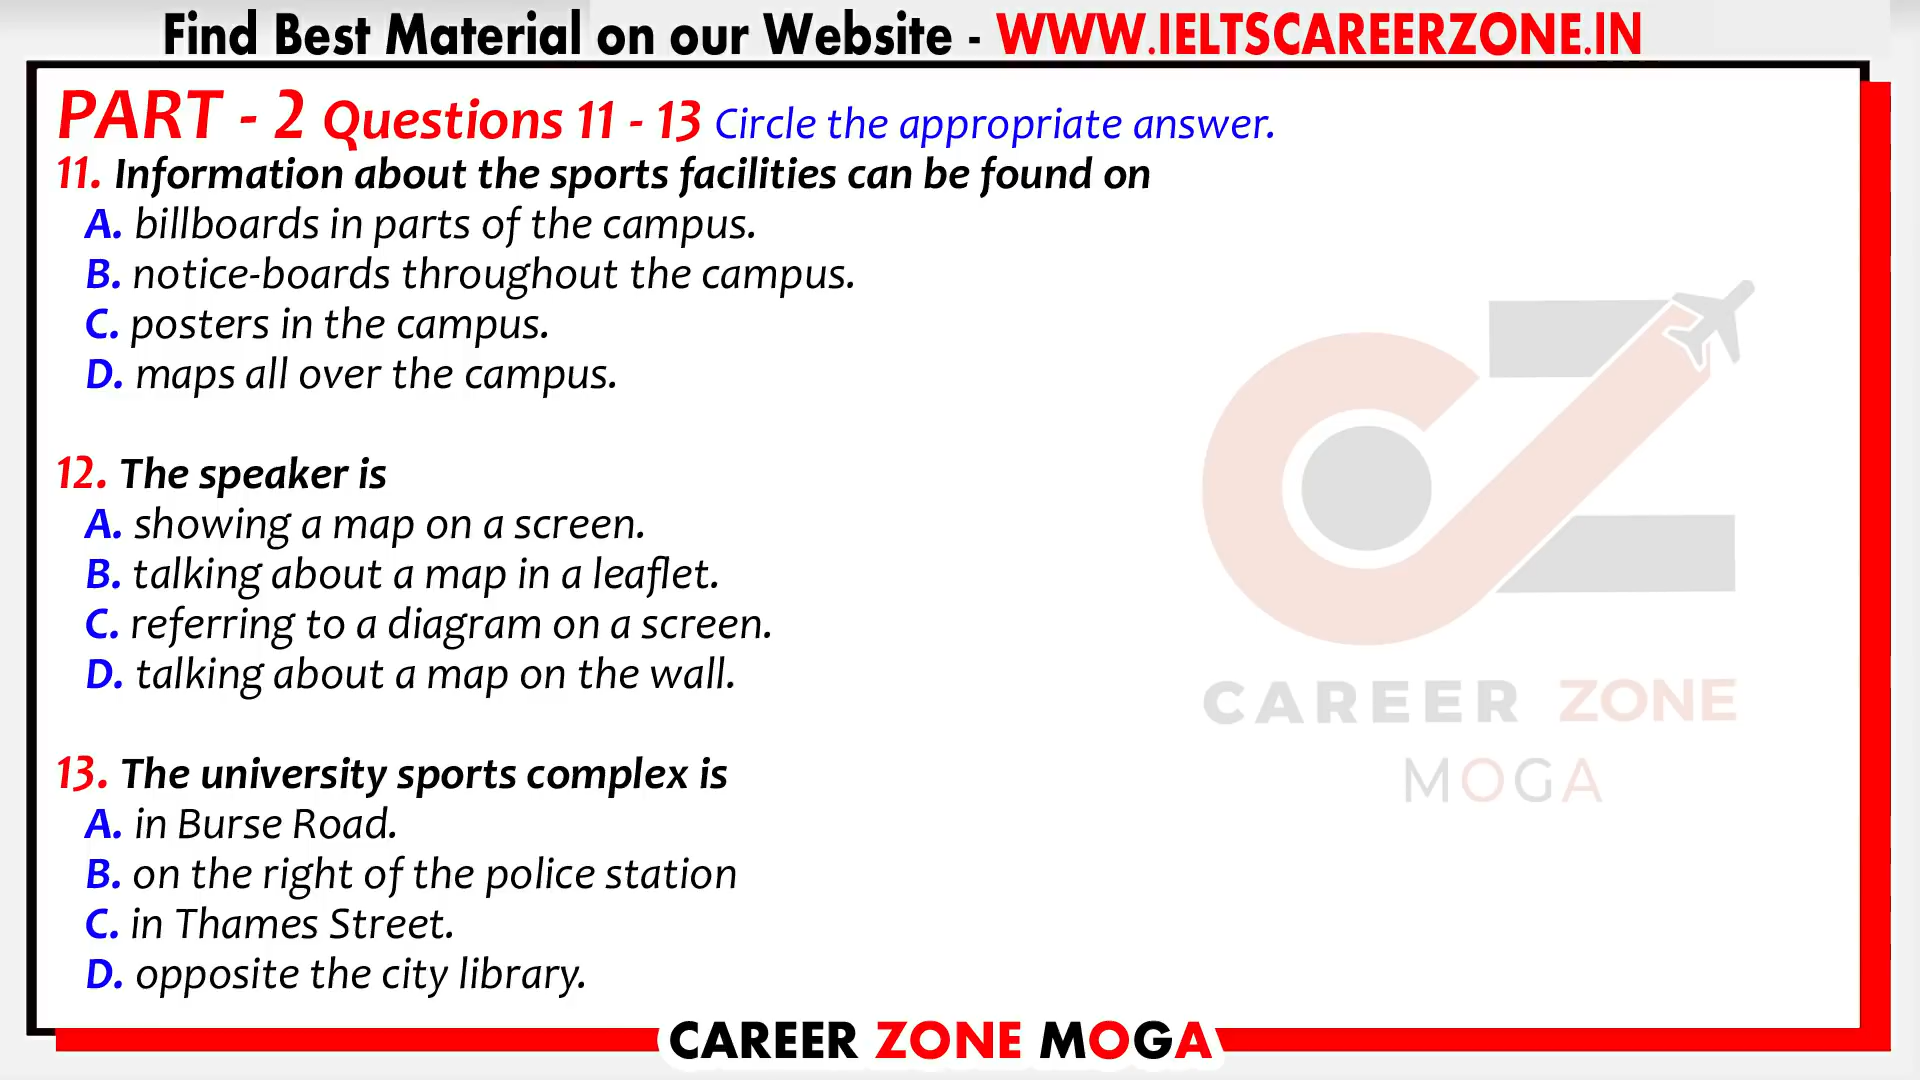 Find Best Material on our Website - WWW.IELTSCAREERZONE.IN
PART - 2 Questions 11 - 13 Circle the appropriate answer.
11. Information about the sports facilities can be found on
A. billboards in parts of the campus.
B. notice-boards throughout the campus.
C. posters in the campus.
D. maps all over the campus.
12. The speaker is
A. showing a map on a screen.
B. talking about a map in a leaflet.
C. referring to a diagram on a screen.
D. talking about a map on the wall.
13. The university sports complex is
A. in Burse Road.
B. on the right of the police station
C. in Thames Street.
D. opposite the city library.
CAREER ZONE
MOGA
CAREER ZONE MOGA